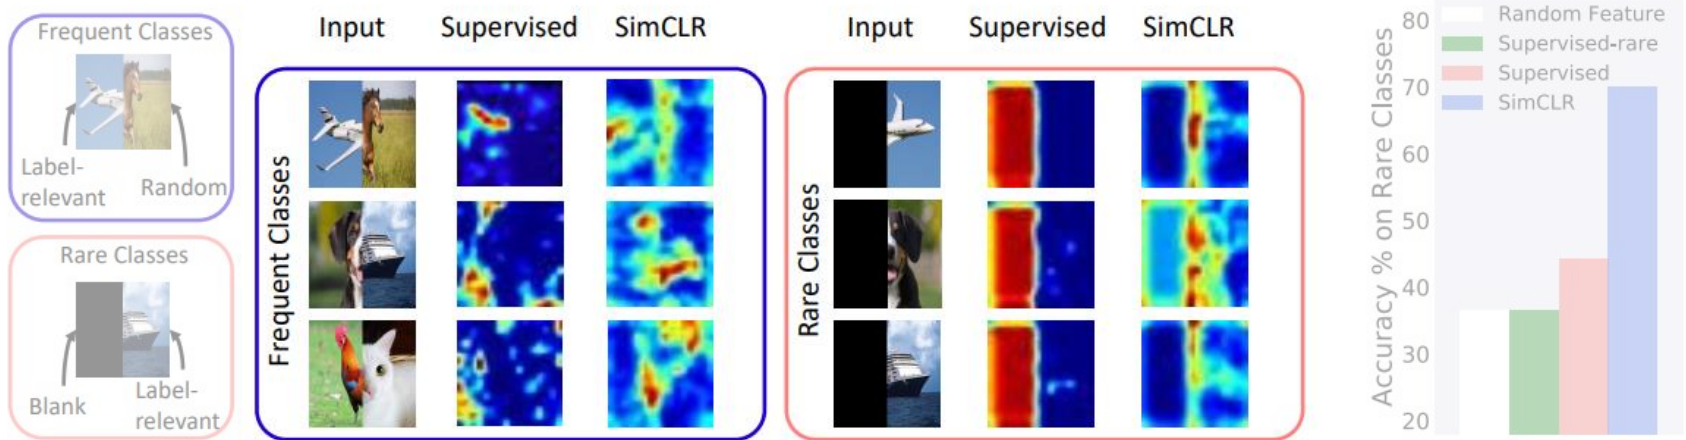 Frequent Classes
Label-
relevant
Random
Rare Classes
Blank
Label-
relevant
Input
Supervised
SimCLR
Frequent Classes
Input
Supervised
SimCLR
Rare Classes
Accuracy % on Rare Classes
80
70
60
50
40
30
20
Random Feature
Supervised-rare
Supervised
SimCLR